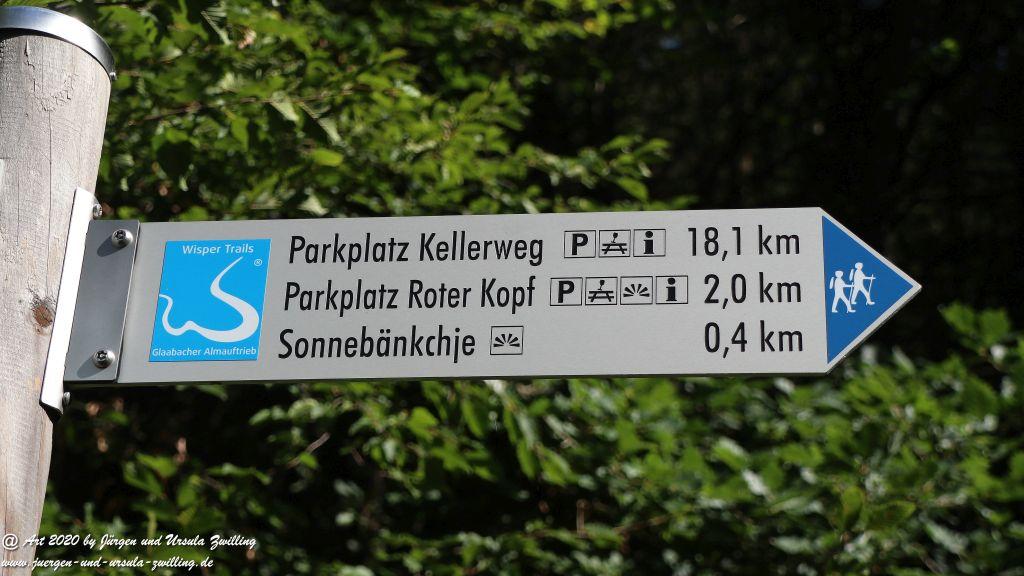 Wisper Trails
®
Glaabacher Almauftrieb
Parkplatz Kellerweg P i 18,1 km
Parkplatz Roter Kopf P i 2,0 km
Sonnebänkchje 0,4 km
@ Art 2020 by Jürgen und Ursula Zwilling
www.juergen-und-ursula-zwilling.de